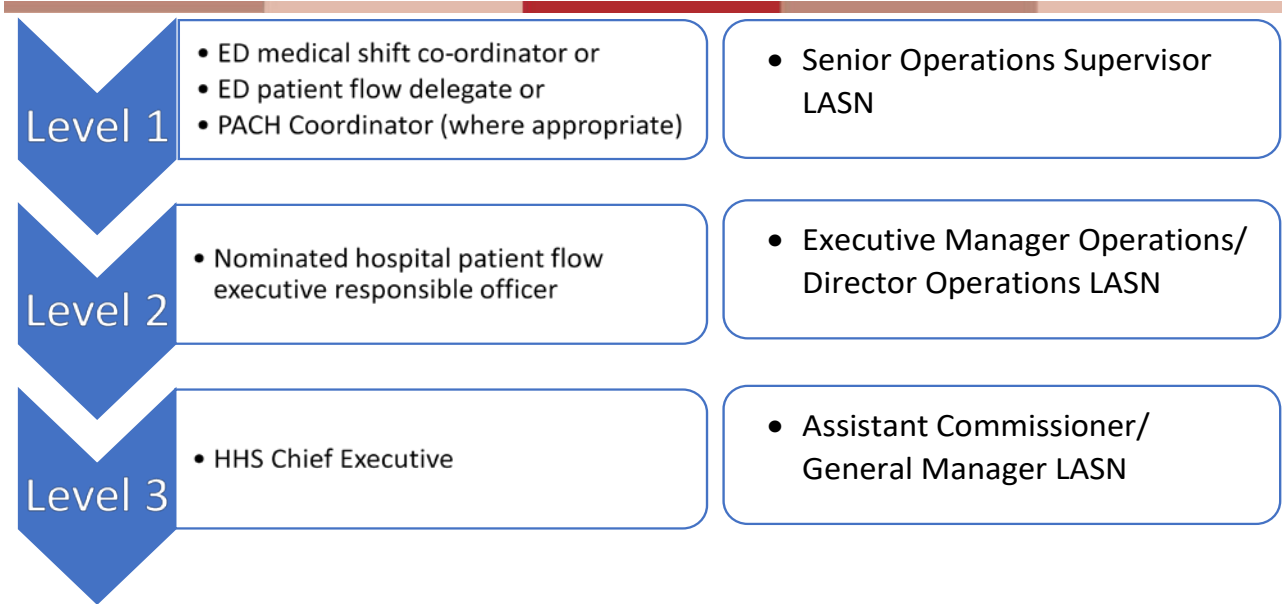 Level 1
• ED medical shift co-ordinator or
• ED patient flow delegate or
• PACH Coordinator (where appropriate)
• Senior Operations Supervisor
LASN
Level 2
• Nominated hospital patient flow
executive responsible officer
• Executive Manager Operations/
Director Operations LASN
Level 3
• HHS Chief Executive
• Assistant Commissioner/
General Manager LASN